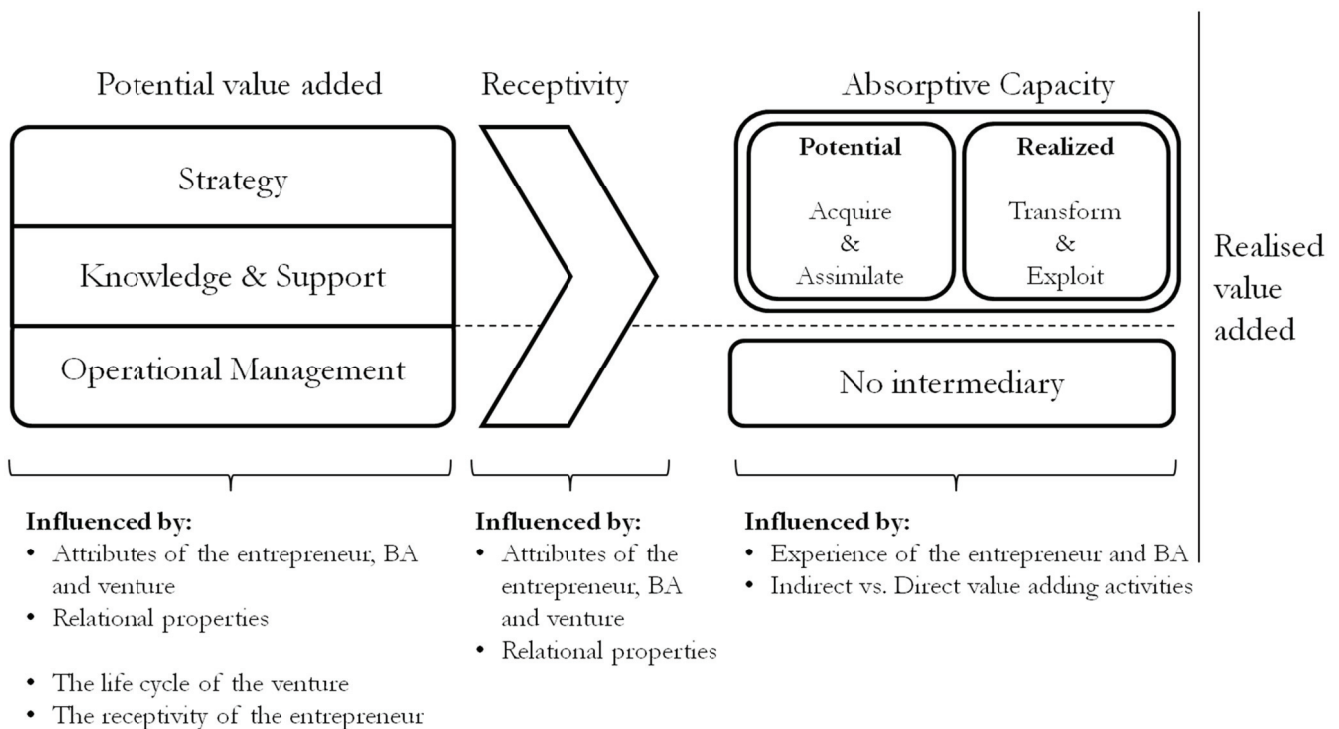 Potential value added
Receptivity
Absorptive Capacity
Strategy
Knowledge & Support
Operational Management
Potential
Acquire
&
Assimilate
Realized
Transform
&
Exploit
No intermediary
Realised
value
added
Influenced by:
• Attributes of the entrepreneur, BA
and venture
• Relational properties
• The life cycle of the venture
• The receptivity of the entrepreneur
Influenced by:
• Attributes of the
entrepreneur, BA
and venture
• Relational properties
Influenced by:
• Experience of the entrepreneur and BA
• Indirect vs. Direct value adding activities